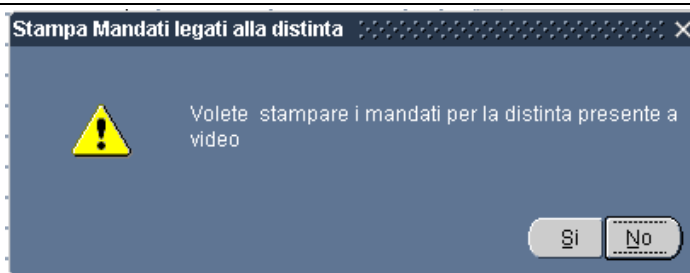 Stampa Mandati legati alla distinta
Volete stampare i mandati per la distinta presente a
video
Si No